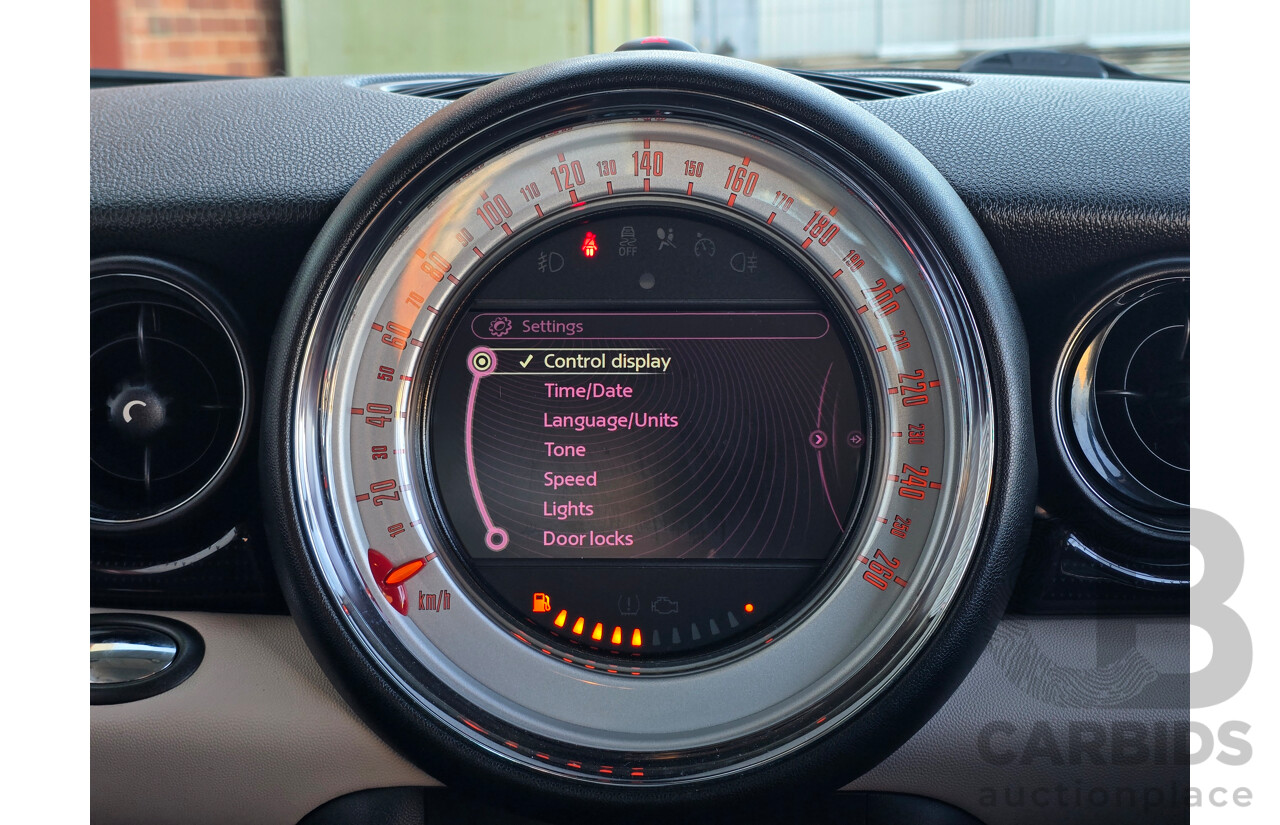 140
130
150
120
160
110
170
100
180
90
190
80
200
70
210
60
220
50
230
40
240
30
250
20
260
10
km/h
OFF
Settings
Control display
Time/Date
Language/Units
Tone
Speed
Lights
Door locks
B
CARBIDS
auctionplace